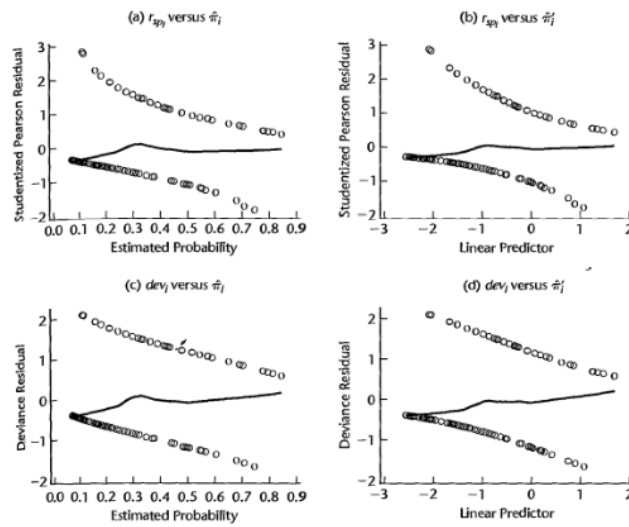 (a) r_sp_i versus π̂_i
(b) r_sp_i versus π̂′_i
Studentized Pearson Residual
3
2
1
0
−1
−2
0.0 0.1 0.2 0.3 0.4 0.5 0.6 0.7 0.8 0.9
Estimated Probability
Studentized Pearson Residual
3
2
1
0
−1
−2
−3 −2 −1 0 1 2
Linear Predictor
(c) dev_i versus π̂_i
(d) dev_i versus π̂′_i
Deviance Residual
2
1
0
−1
−2
0.0 0.1 0.2 0.3 0.4 0.5 0.6 0.7 0.8 0.9
Estimated Probability
Deviance Residual
2
1
0
−1
−2
−3 −2 −1 0 1 2
Linear Predictor